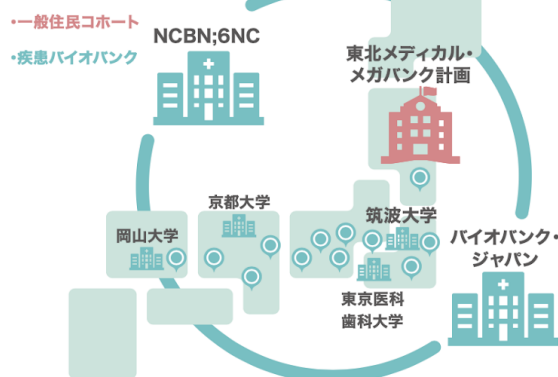 ・一般住民コホート
・疾患バイオバンク
NCBN;6NC
東北メディカル・
メガバンク計画
京都大学
筑波大学
岡山大学
バイオバンク・
ジャパン
東京医科
歯科大学